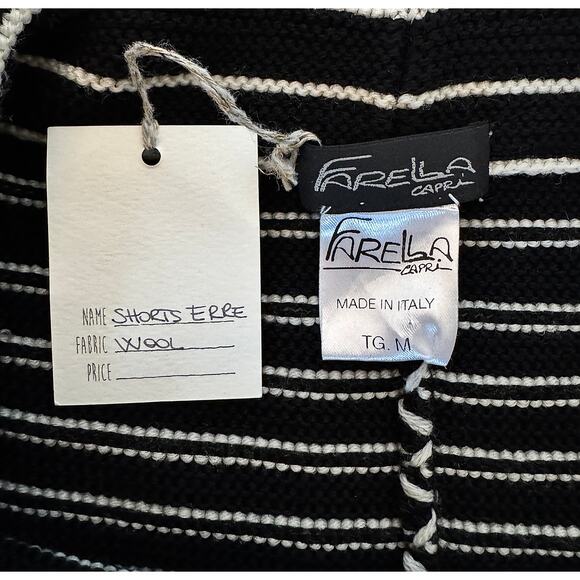 FARELLA
CAPRI
FARELLA
CAPRI
MADE IN ITALY
TG. M
NAME SHORTS ERRE
FABRIC WOOL
PRICE